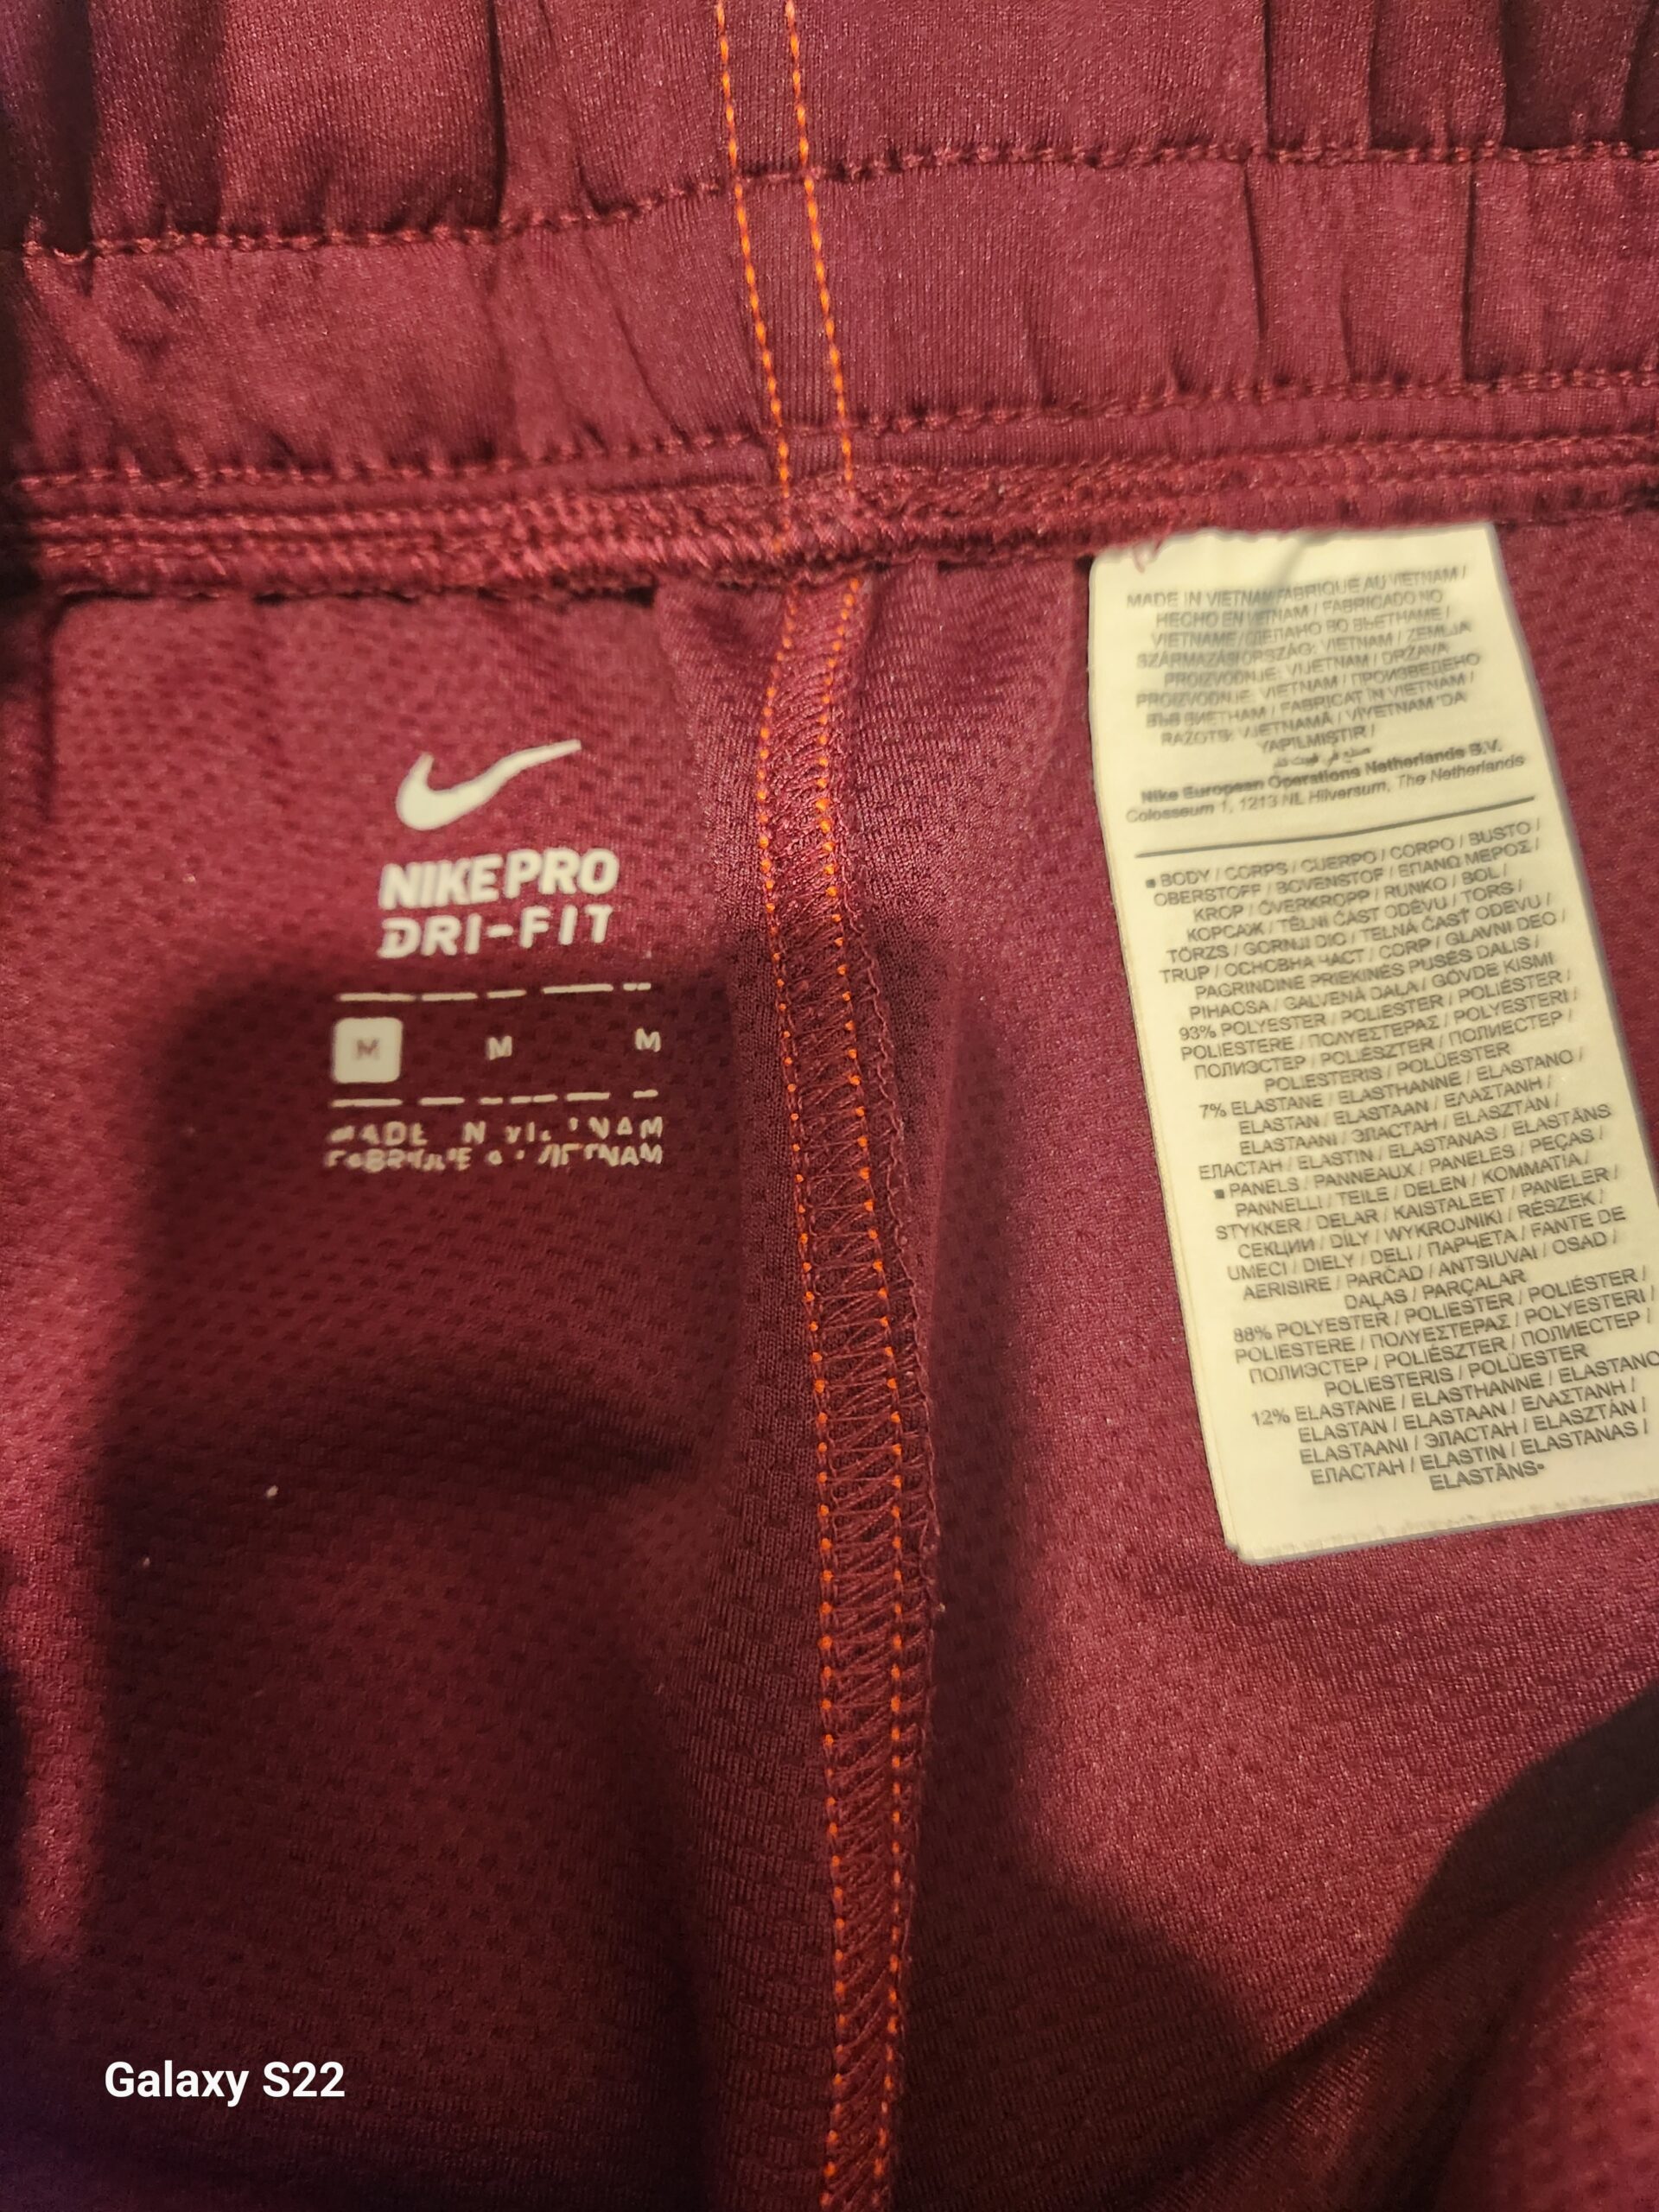 NIKE PRO
DRI-FIT
M M M
MADE IN VIETNAM / FABRIQUE AU VIETNAM /
HECHO EN VIETNAM / FABRICADO NO
VIETNAME / СДЕЛАНО ВО ВЬЕТНАМЕ /
SZÁRMAZÁSI ORSZÁG: VIETNAM / ZEMLJA
PROIZVODNJE: VIJETNAM / DRŽAVA
PROIZVODNJE: VIETNAM / ПРОИЗВЕДЕНО
ВЪВ ВИЕТНАМ / FABRICAT ÎN VIETNAM /
RAŽOTS: VJETNAMĀ / VİYETNAM'DA
YAPILMIŞTIR /
Nike European Operations Netherlands B.V.
Colosseum 1, 1213 NL Hilversum, The Netherlands
▪ BODY / CORPS / CUERPO / CORPO / BUSTO /
OBERSTOFF / BOVENSTOF / ΕΠΑΝΩ ΜΕΡΟΣ /
KROP / ÖVERKROPP / RUNKO / BOL /
КОРСАЖ / TĚLNÍ ČÁST ODĚVU / TORS /
TÖRZS / GORNJI DIO / TELNÁ ČASŤ ODEVU /
TRUP / ОСНОВНА ЧАСТ / CORP / GLAVNI DEO /
PAGRINDINĖ PRIEKINĖS PUSĖS DALIS /
PIHAOSA / GALVENĀ DAĻA / GÖVDE KISMI
93% POLYESTER / POLIESTER / POLIÉSTER /
POLIESTERE / ΠΟΛΥΕΣΤΕΡΑΣ / POLYESTERI /
ПОЛИЭСТЕР / POLIÉSZTER / ПОЛИЕСТЕР /
POLIESTERIS / POLÜESTER
7% ELASTANE / ELASTHANNE / ELASTANO /
ELASTAN / ELASTAAN / ΕΛΑΣΤΑΝΗ /
ELASTAANI / ЭЛАСТАН / ELASZTÁN /
ЕЛАСТАН / ELASTIN / ELASTANAS / ELASTĀNS
▪ PANELS / PANNEAUX / PANELES / PEÇAS /
PANNELLI / TEILE / DELEN / ΚΟΜΜΑΤΙΑ /
STYKKER / DELAR / KAISTALEET / PANELER /
СЕКЦИИ / DÍLY / WYKROJNIKI / RÉSZEK /
UMECI / DIELY / DELI / ПАРЧЕТА / FANTE DE
AERISIRE / PARČAD / ANTSIUVAI / OSAD /
DAĻAS / PARÇALAR
88% POLYESTER / POLIESTER / POLIÉSTER /
POLIESTERE / ΠΟΛΥΕΣΤΕΡΑΣ / POLYESTERI /
ПОЛИЭСТЕР / POLIÉSZTER / ПОЛИЕСТЕР /
POLIESTERIS / POLÜESTER
12% ELASTANE / ELASTHANNE / ELASTANO
ELASTAN / ELASTAAN / ΕΛΑΣΤΑΝΗ /
ELASTAANI / ЭЛАСТАН / ELASZTÁN /
ЕЛАСТАН / ELASTIN / ELASTANAS /
ELASTĀNS▪
Galaxy S22